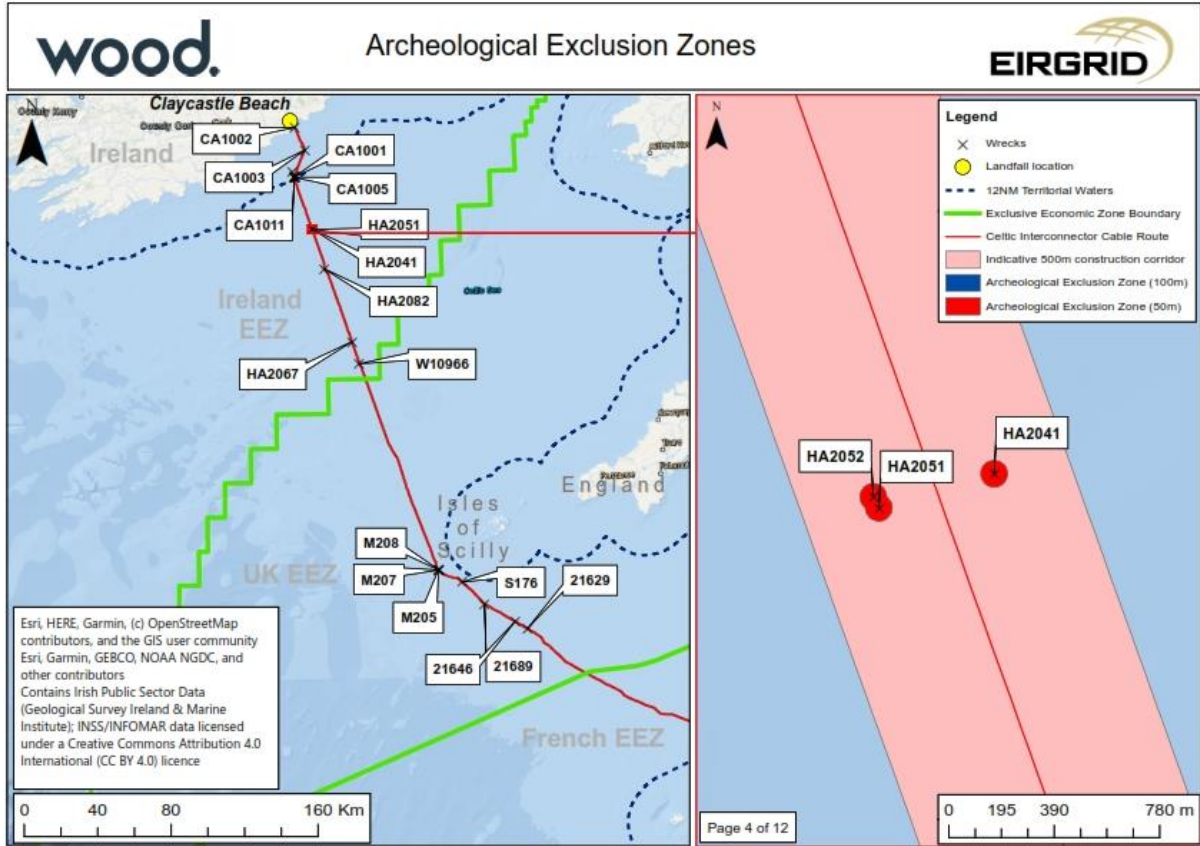 wood.
Archeological Exclusion Zones
EIRGRID
N
Claycastle Beach
Ireland
CA1002
CA1001
CA1003
CA1005
CA1011
HA2051
HA2041
HA2082
Ireland
EEZ
Celtic Sea
HA2067
W10966
England
Isles
of
Scilly
M208
M207
M205
UK EEZ
S176
21629
21646
21689
French EEZ
Esri, HERE, Garmin, (c) OpenStreetMap
contributors, and the GIS user community
Esri, Garmin, GEBCO, NOAA NGDC, and
other contributors
Contains Irish Public Sector Data
(Geological Survey Ireland & Marine
Institute); INSS/INFOMAR data licensed
under a Creative Commons Attribution 4.0
International (CC BY 4.0) licence
0 40 80 160 Km
N
Legend
Wrecks
Landfall location
12NM Territorial Waters
Exclusive Economic Zone Boundary
Celtic Interconnector Cable Route
Indicative 500m construction corridor
Archeological Exclusion Zone (100m)
Archeological Exclusion Zone (50m)
HA2041
HA2052
HA2051
Page 4 of 12
0 195 390 780 m